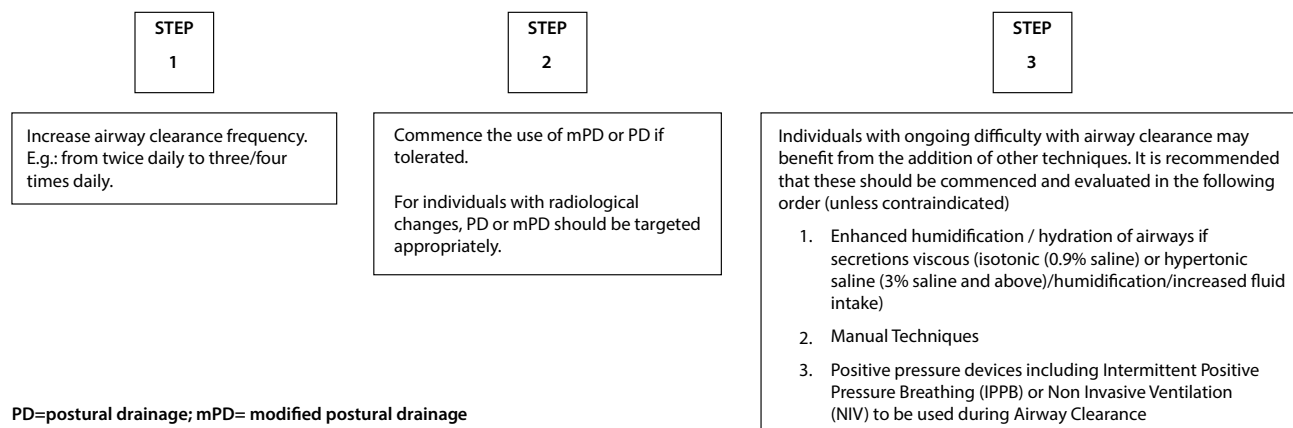 STEP
1
Increase airway clearance frequency.
E.g.: from twice daily to three/four
times daily.
STEP
2
Commence the use of mPD or PD if
tolerated.
For individuals with radiological
changes, PD or mPD should be targeted
appropriately.
STEP
3
Individuals with ongoing difficulty with airway clearance may
benefit from the addition of other techniques. It is recommended
that these should be commenced and evaluated in the following
order (unless contraindicated)
1. Enhanced humidification / hydration of airways if
secretions viscous (isotonic (0.9% saline) or hypertonic
saline (3% saline and above)/humidification/increased fluid
intake)
2. Manual Techniques
3. Positive pressure devices including Intermittent Positive
Pressure Breathing (IPPB) or Non Invasive Ventilation
(NIV) to be used during Airway Clearance
PD=postural drainage; mPD= modified postural drainage